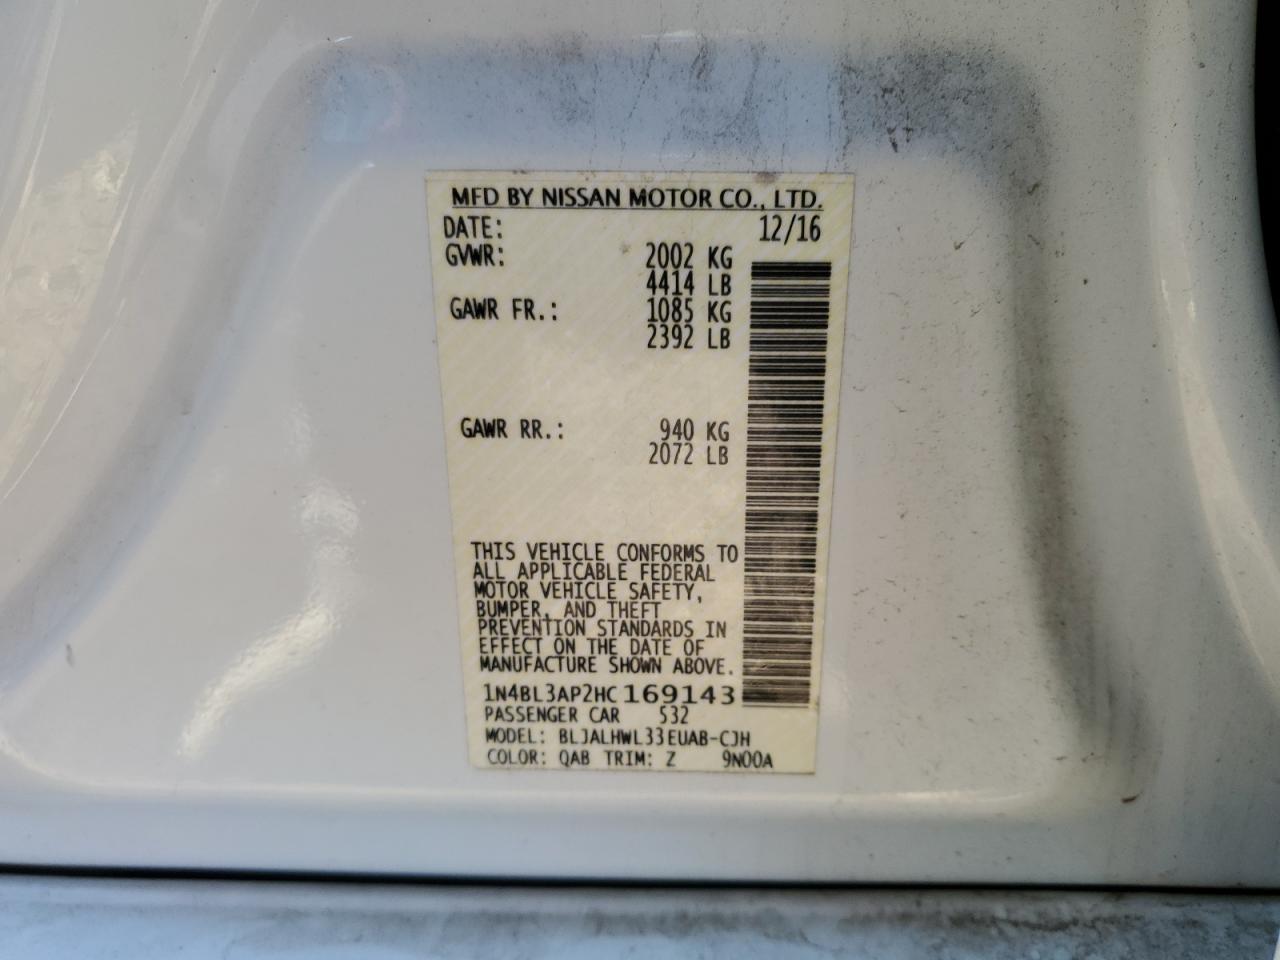 MFD BY NISSAN MOTOR CO., LTD.
DATE: 12/16
GVWR: 2002 KG
4414 LB
GAWR FR.: 1085 KG
2392 LB
GAWR RR.: 940 KG
2072 LB
THIS VEHICLE CONFORMS TO
ALL APPLICABLE FEDERAL
MOTOR VEHICLE SAFETY,
BUMPER, AND THEFT
PREVENTION STANDARDS IN
EFFECT ON THE DATE OF
MANUFACTURE SHOWN ABOVE.
1N4BL3AP2HC169143
PASSENGER CAR 532
MODEL: BLJALHWL33EUAB-CJH
COLOR: QAB TRIM: Z 9N00A